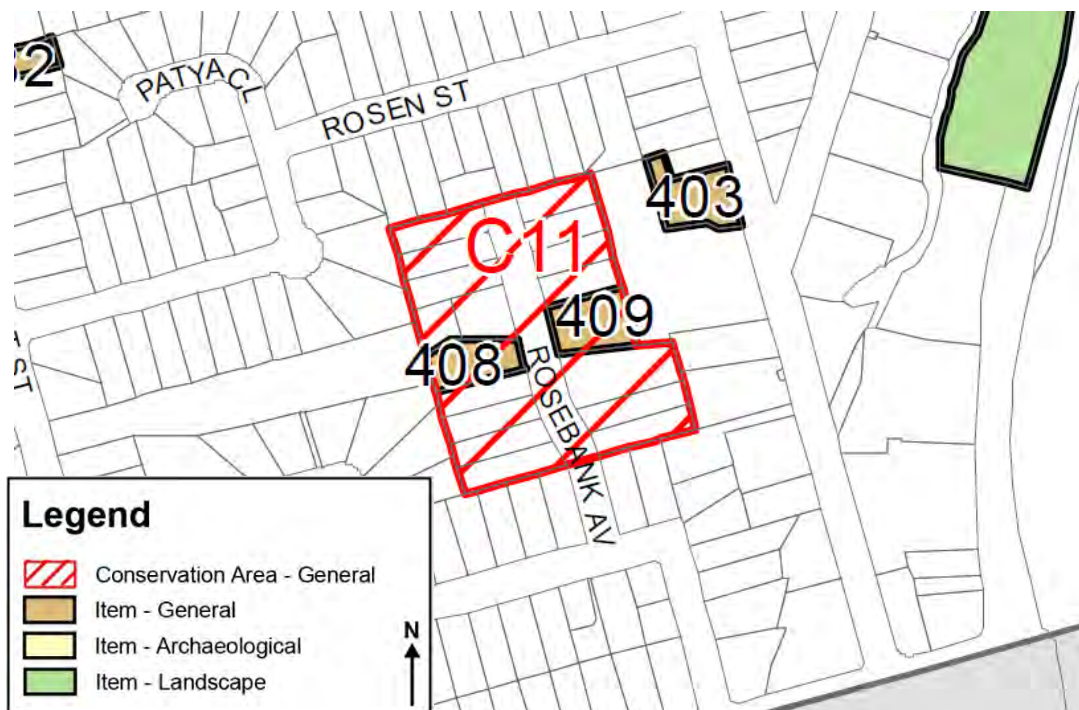 PATYA CL
ROSEN ST
403
C11
409
408
ROSEBANK AV
ST
Legend
Conservation Area - General
Item - General
Item - Archaeological
Item - Landscape
N